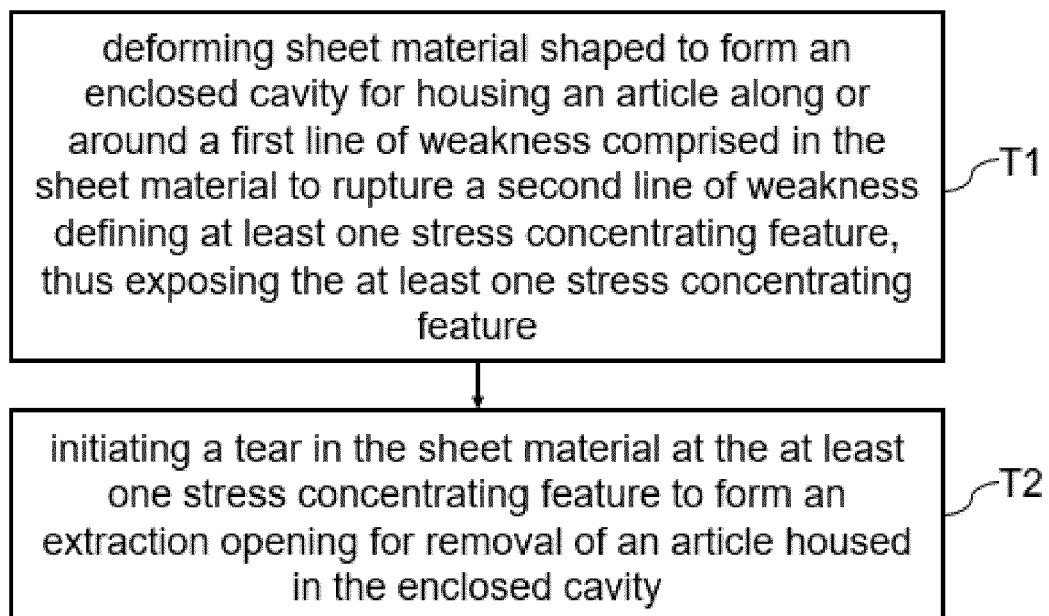 deforming sheet material shaped to form an
enclosed cavity for housing an article along or
around a first line of weakness comprised in the
sheet material to rupture a second line of weakness
defining at least one stress concentrating feature,
thus exposing the at least one stress concentrating
feature
T1
initiating a tear in the sheet material at the at least
one stress concentrating feature to form an
extraction opening for removal of an article housed
in the enclosed cavity
T2